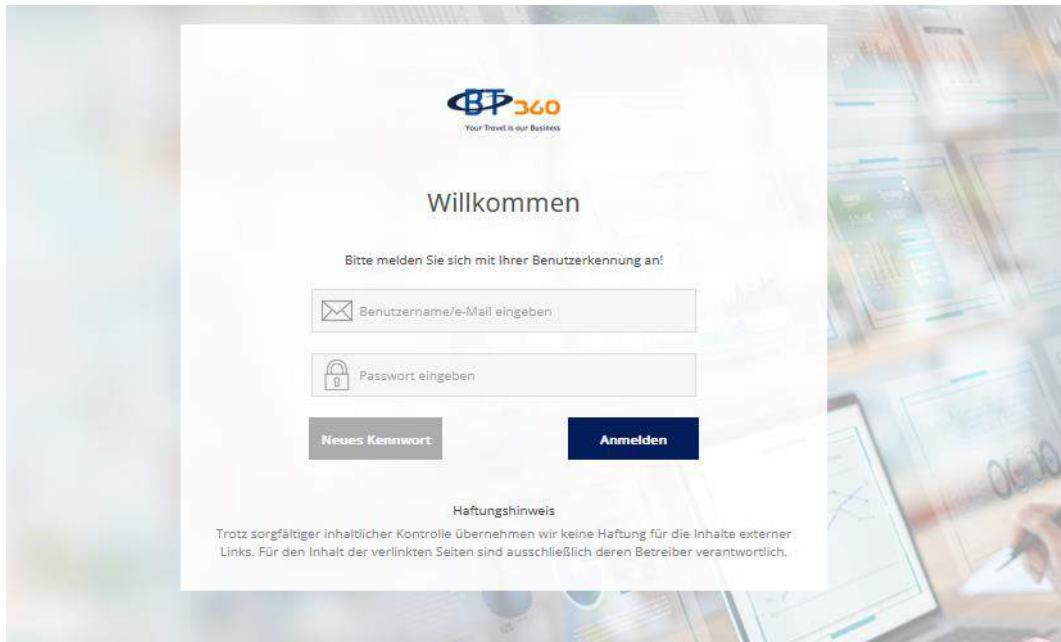 BT 360
Your Travel is our Business
Willkommen
Bitte melden Sie sich mit Ihrer Benutzerkennung an!
Benutzername/e-Mail eingeben
Passwort eingeben
Neues Kennwort
Anmelden
Haftungshinweis
Trotz sorgfältiger inhaltlicher Kontrolle übernehmen wir keine Haftung für die Inhalte externer
Links. Für den Inhalt der verlinkten Seiten sind ausschließlich deren Betreiber verantwortlich.